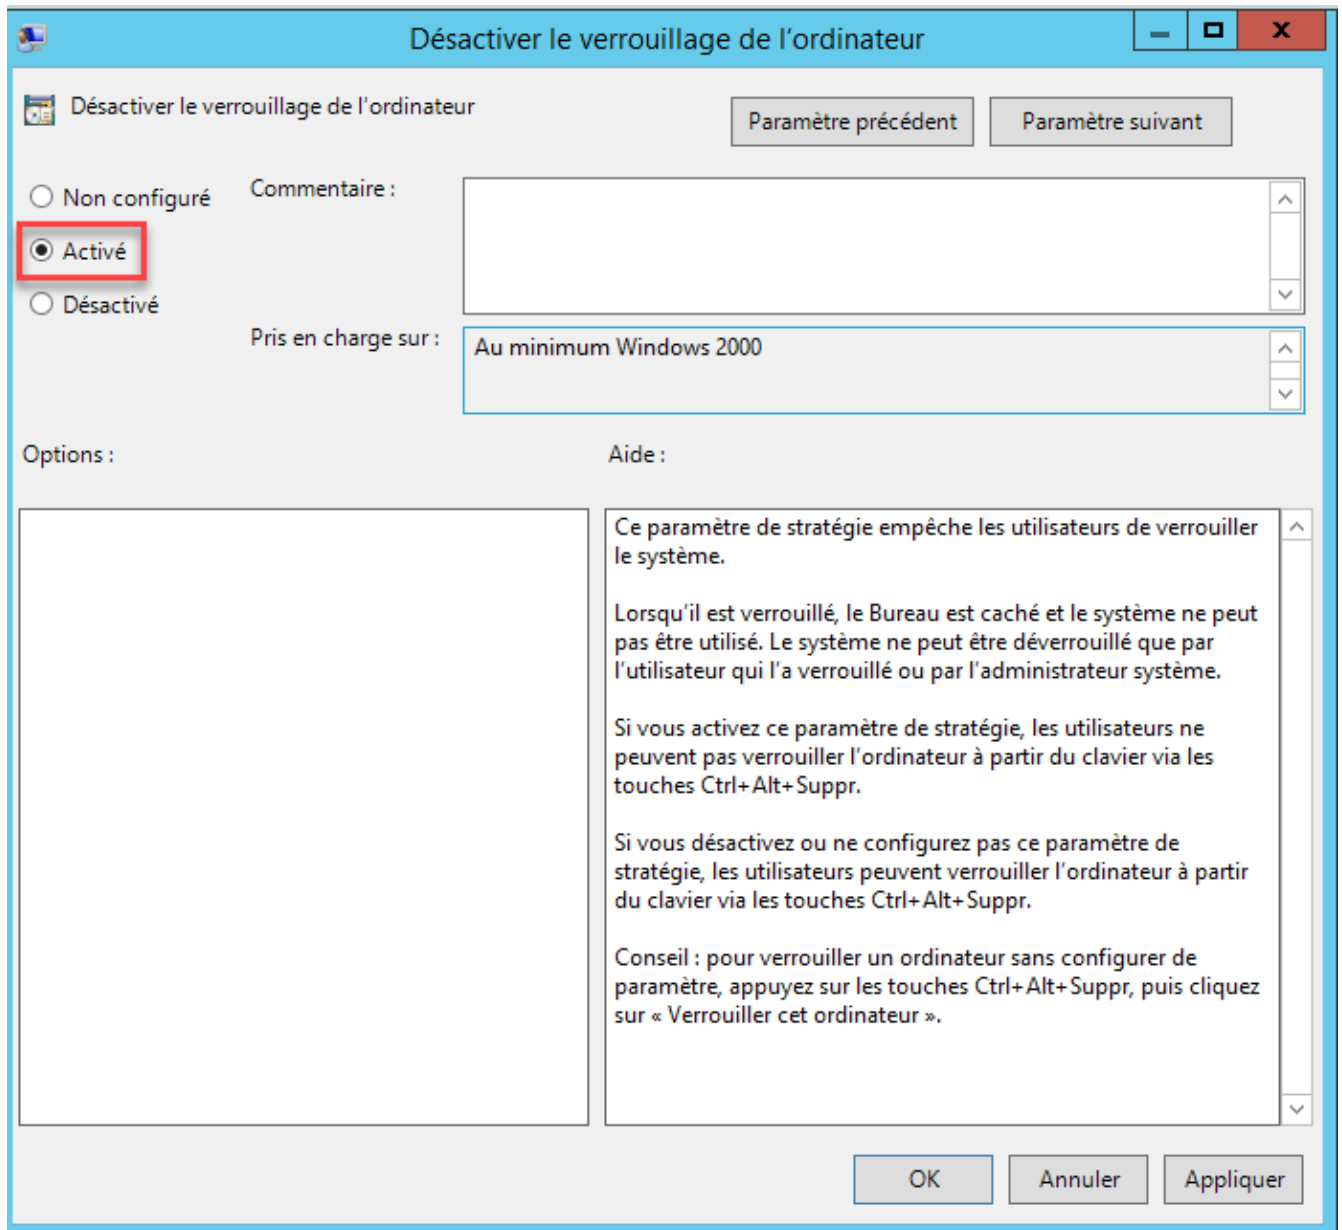 Désactiver le verrouillage de l'ordinateur
X
Désactiver le verrouillage de l'ordinateur
Paramètre précédent
Paramètre suivant
Non configuré
Commentaire :
Activé
Désactivé
Pris en charge sur :
Au minimum Windows 2000
Options :
Aide :
Ce paramètre de stratégie empêche les utilisateurs de verrouiller
le système.
Lorsqu'il est verrouillé, le Bureau est caché et le système ne peut
pas être utilisé. Le système ne peut être déverrouillé que par
l'utilisateur qui l'a verrouillé ou par l'administrateur système.
Si vous activez ce paramètre de stratégie, les utilisateurs ne
peuvent pas verrouiller l'ordinateur à partir du clavier via les
touches Ctrl+Alt+Suppr.
Si vous désactivez ou ne configurez pas ce paramètre de
stratégie, les utilisateurs peuvent verrouiller l'ordinateur à partir
du clavier via les touches Ctrl+Alt+Suppr.
Conseil : pour verrouiller un ordinateur sans configurer de
paramètre, appuyez sur les touches Ctrl+Alt+Suppr, puis cliquez
sur « Verrouiller cet ordinateur ».
OK
Annuler
Appliquer